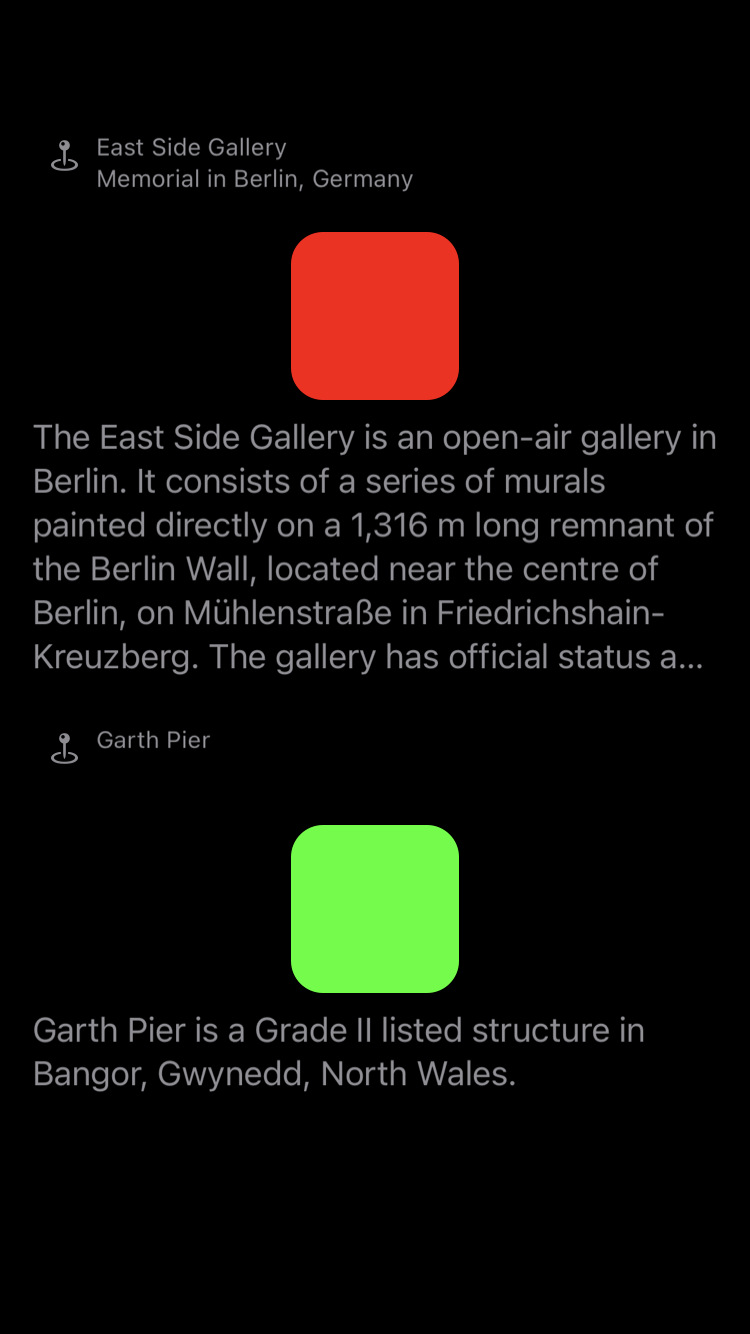 East Side Gallery
Memorial in Berlin, Germany
The East Side Gallery is an open-air gallery in
Berlin. It consists of a series of murals
painted directly on a 1,316 m long remnant of
the Berlin Wall, located near the centre of
Berlin, on Mühlenstraße in Friedrichshain-
Kreuzberg. The gallery has official status a...
Garth Pier
Garth Pier is a Grade II listed structure in
Bangor, Gwynedd, North Wales.